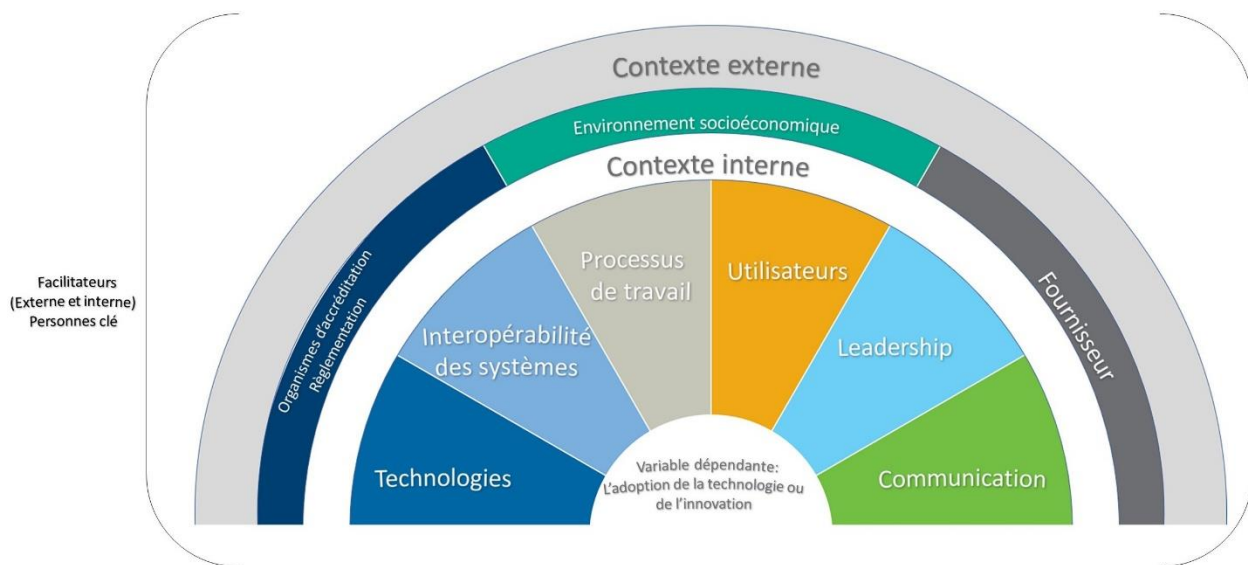 Contexte externe
Environnement socioéconomique
Contexte interne
Organismes d'accréditation
Règlementation
Fournisseur
Facilitateurs
(Externe et interne)
Personnes clé
Technologies
Interopérabilité
des systèmes
Processus
de travail
Utilisateurs
Leadership
Communication
Variable dépendante:
L'adoption de la technologie ou
de l'innovation